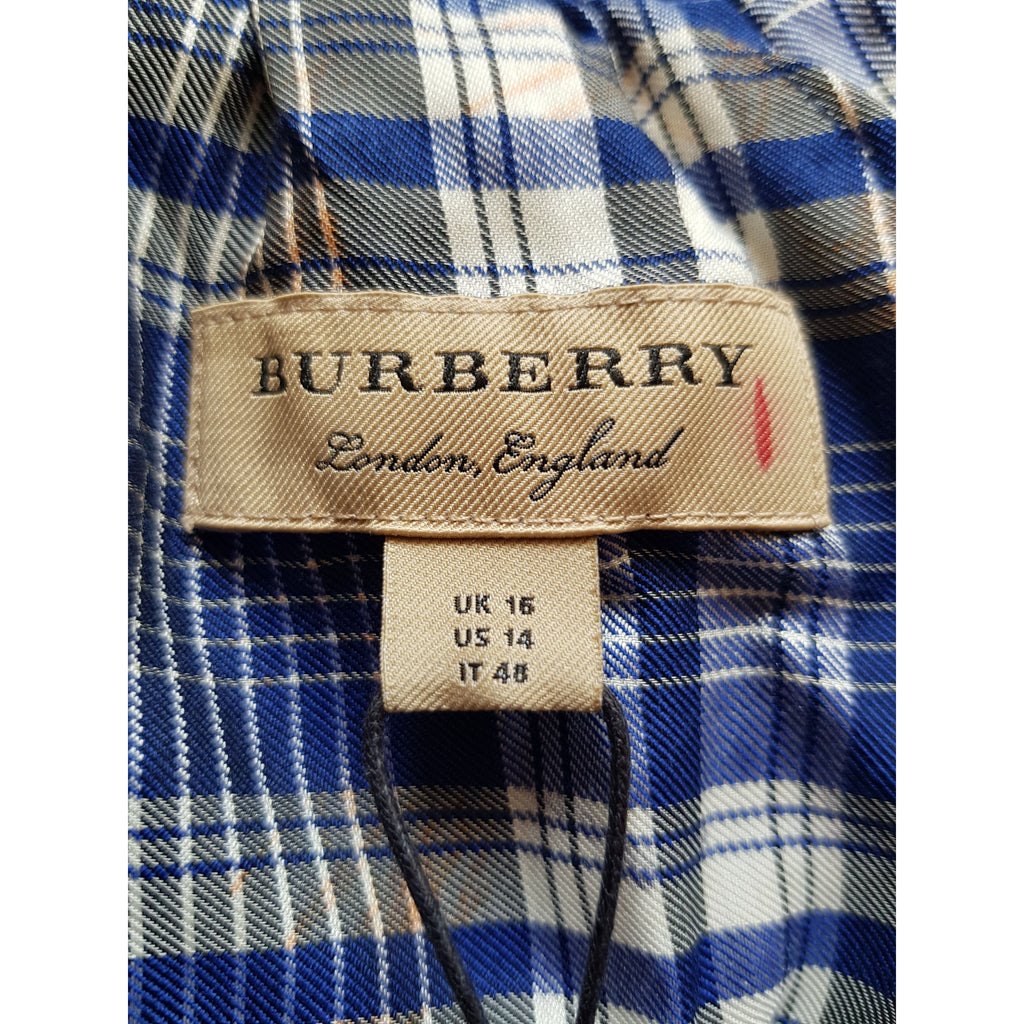 BURBERRY
London, England
UK 16
US 14
IT 48